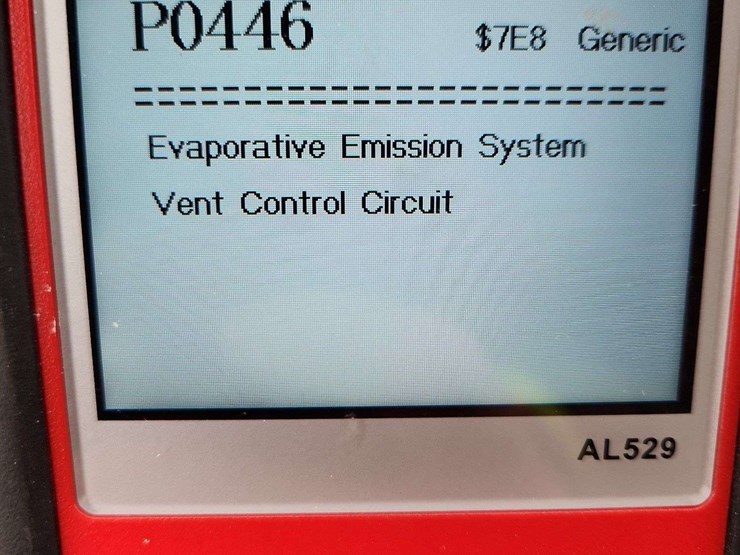 P0446 $7E8 Generic
==============================
Evaporative Emission System
Vent Control Circuit
AL529